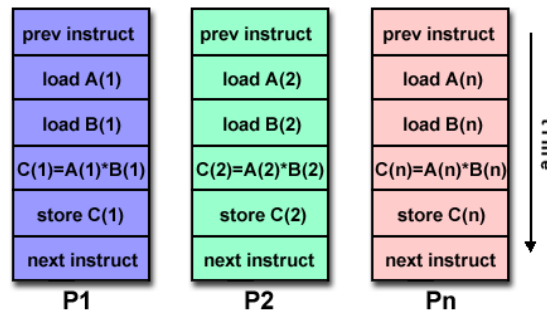 prev instruct
load A(1)
load B(1)
C(1)=A(1)*B(1)
store C(1)
next instruct
P1
prev instruct
load A(2)
load B(2)
C(2)=A(2)*B(2)
store C(2)
next instruct
P2
prev instruct
load A(n)
load B(n)
C(n)=A(n)*B(n)
store C(n)
next instruct
Pn